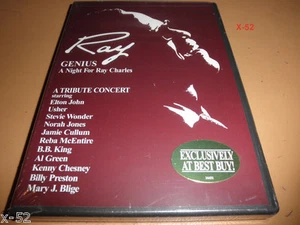 x-52
Ray
GENIUS
A Night For Ray Charles
A TRIBUTE CONCERT
starring
Elton John
Usher
Stevie Wonder
Norah Jones
Jamie Cullum
Reba McEntire
B.B. King
Al Green
Kenny Chesney
Billy Preston
Mary J. Blige
EXCLUSIVELY
AT BEST BUY!
x-52